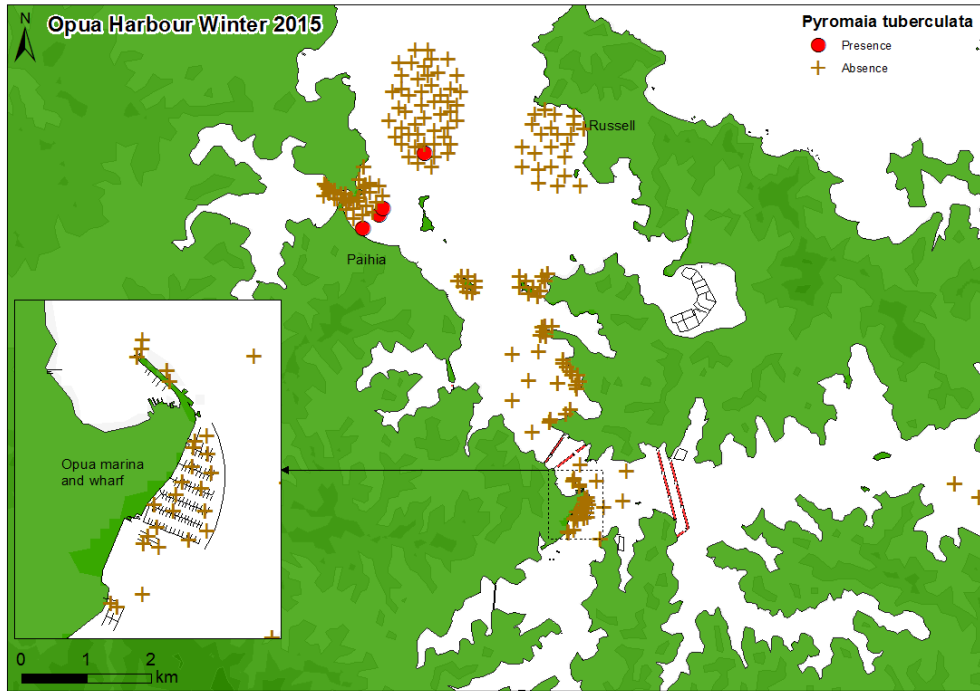 N
Opua Harbour Winter 2015
Pyromaia tuberculata
Presence
Absence
Russell
Paihia
Opua marina
and wharf
0 1 2
km